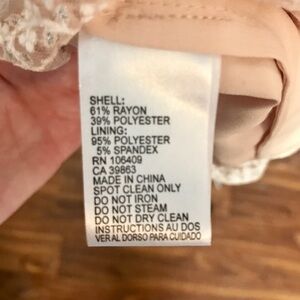 SHELL:
61% RAYON
39% POLYESTER
LINING:
95% POLYESTER
5% SPANDEX
RN 106409
CA 39863
MADE IN CHINA
SPOT CLEAN ONLY
DO NOT IRON
DO NOT STEAM
DO NOT DRY CLEAN
INSTRUCTIONS AU DOS
VER AL DORSO PARA CUIDADO